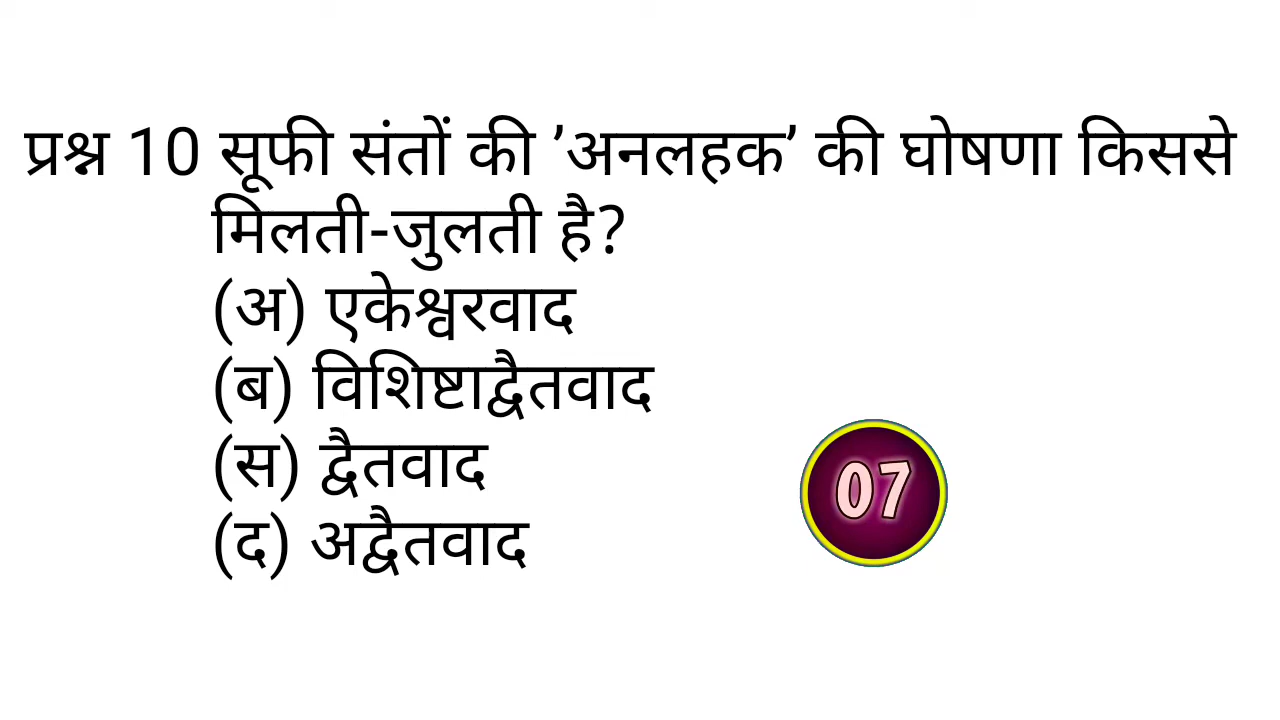 प्रश्न 10 सूफी संतों की ’अनलहक’ की घोषणा किससे
मिलती-जुलती है?
(अ) एकेश्वरवाद
(ब) विशिष्टाद्वैतवाद
(स) द्वैतवाद
(द) अद्वैतवाद
07